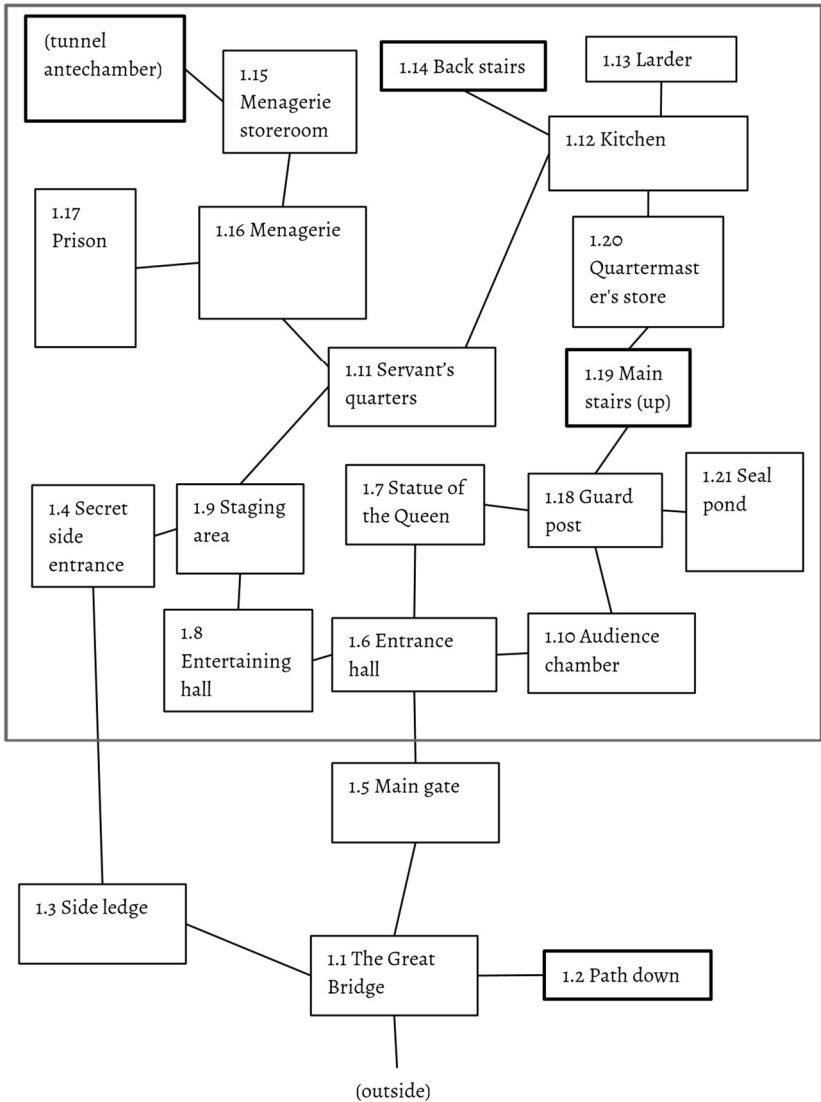 (tunnel
antechamber)
1.15
Menagerie
storeroom
1.14 Back stairs
1.13 Larder
1.12 Kitchen
1.17
Prison
1.16 Menagerie
1.20
Quartermast
er's store
1.11 Servant’s
quarters
1.19 Main
stairs (up)
1.4 Secret
side
entrance
1.9 Staging
area
1.7 Statue of
the Queen
1.18 Guard
post
1.21 Seal
pond
1.8
Entertaining
hall
1.6 Entrance
hall
1.10 Audience
chamber
1.5 Main gate
1.3 Side ledge
1.1 The Great
Bridge
1.2 Path down
(outside)